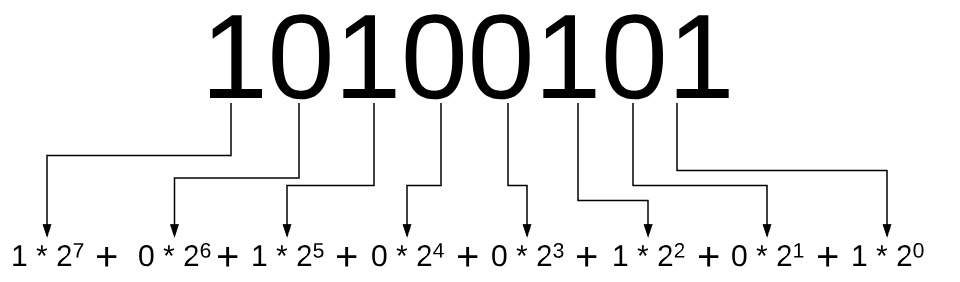 10100101
1 * 2⁷ + 0 * 2⁶ + 1 * 2⁵ + 0 * 2⁴ + 0 * 2³ + 1 * 2² + 0 * 2¹ + 1 * 2⁰